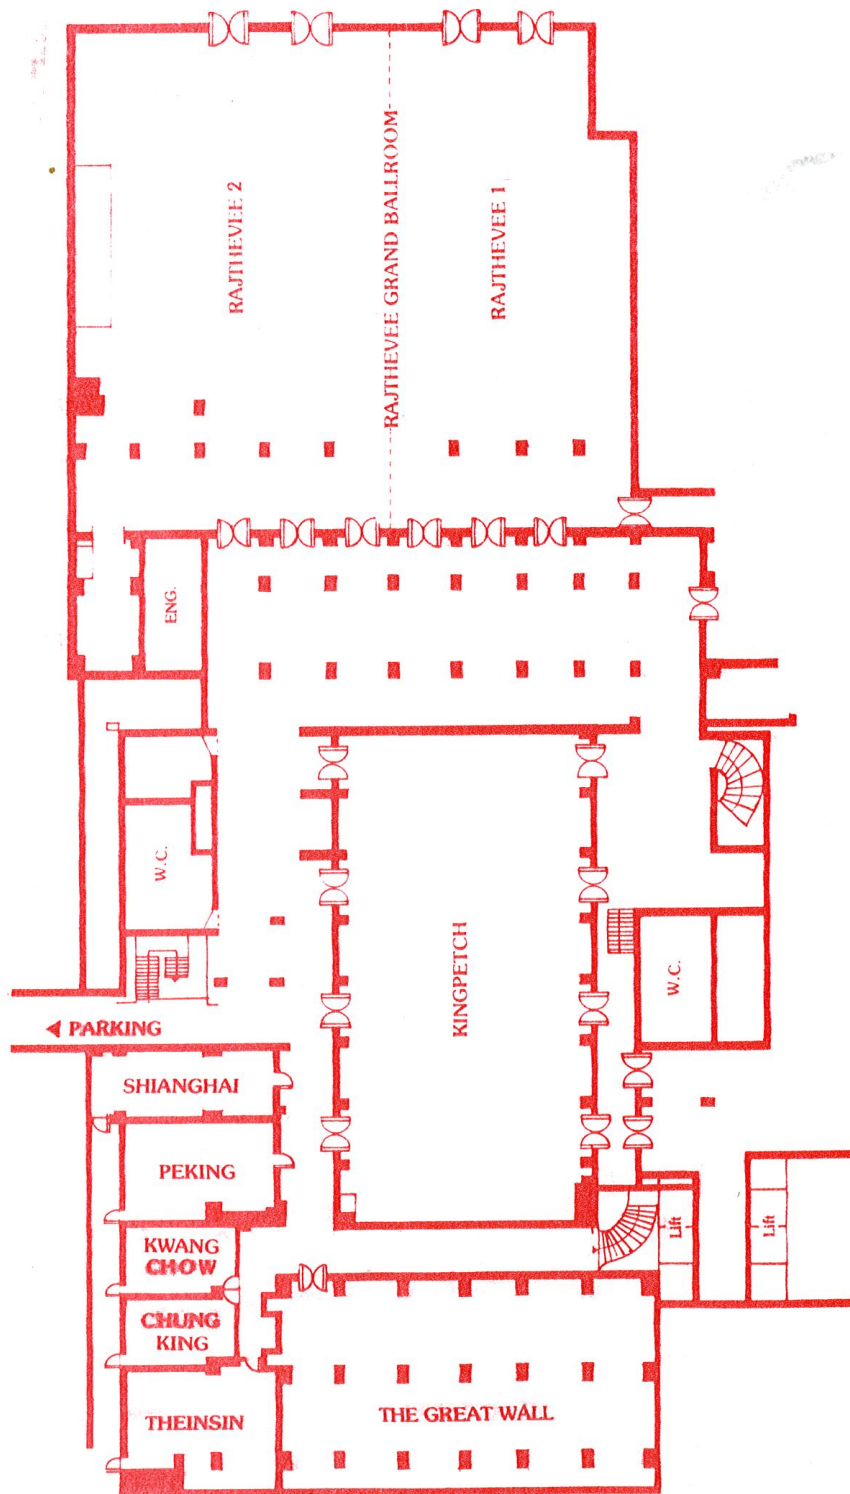 RAJTHEVEE 2
RAJTHEVEE GRAND BALLROOM
RAJTHEVEE 1
ENG.
W.C.
KINGPETCH
W.C.
PARKING
SHIANGHAI
PEKING
KWANG
CHOW
CHUNG
KING
THEINSIN
THE GREAT WALL
Lift
Lift